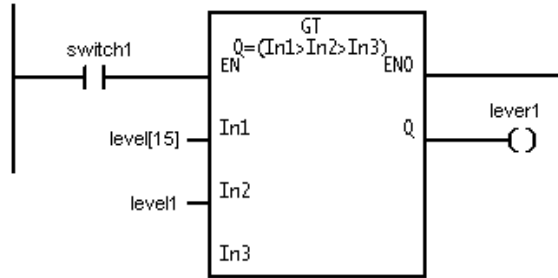 GT
Q=(In1>In2>In3)
switch1
EN ENO
lever1
level[15] In1 Q
level1 In2
In3